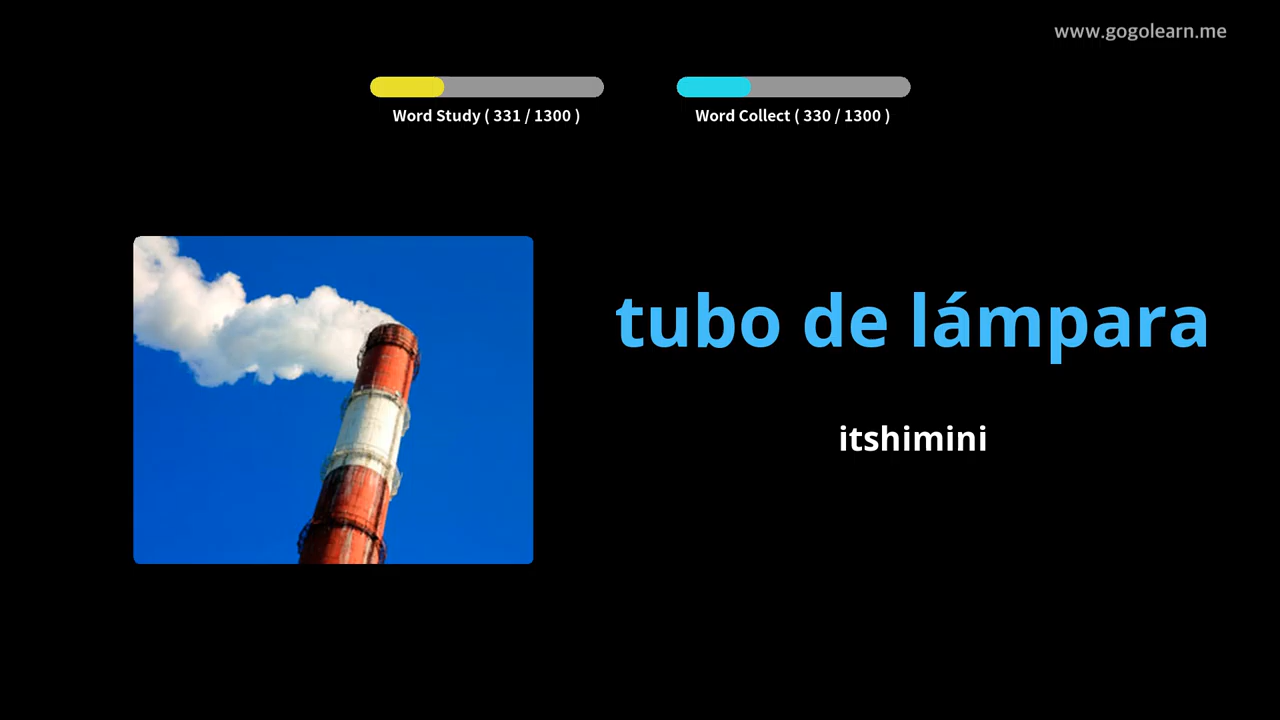 www.gogolearn.me
Word Study ( 331 / 1300 )
Word Collect ( 330 / 1300 )
tubo de lámpara
itshimini